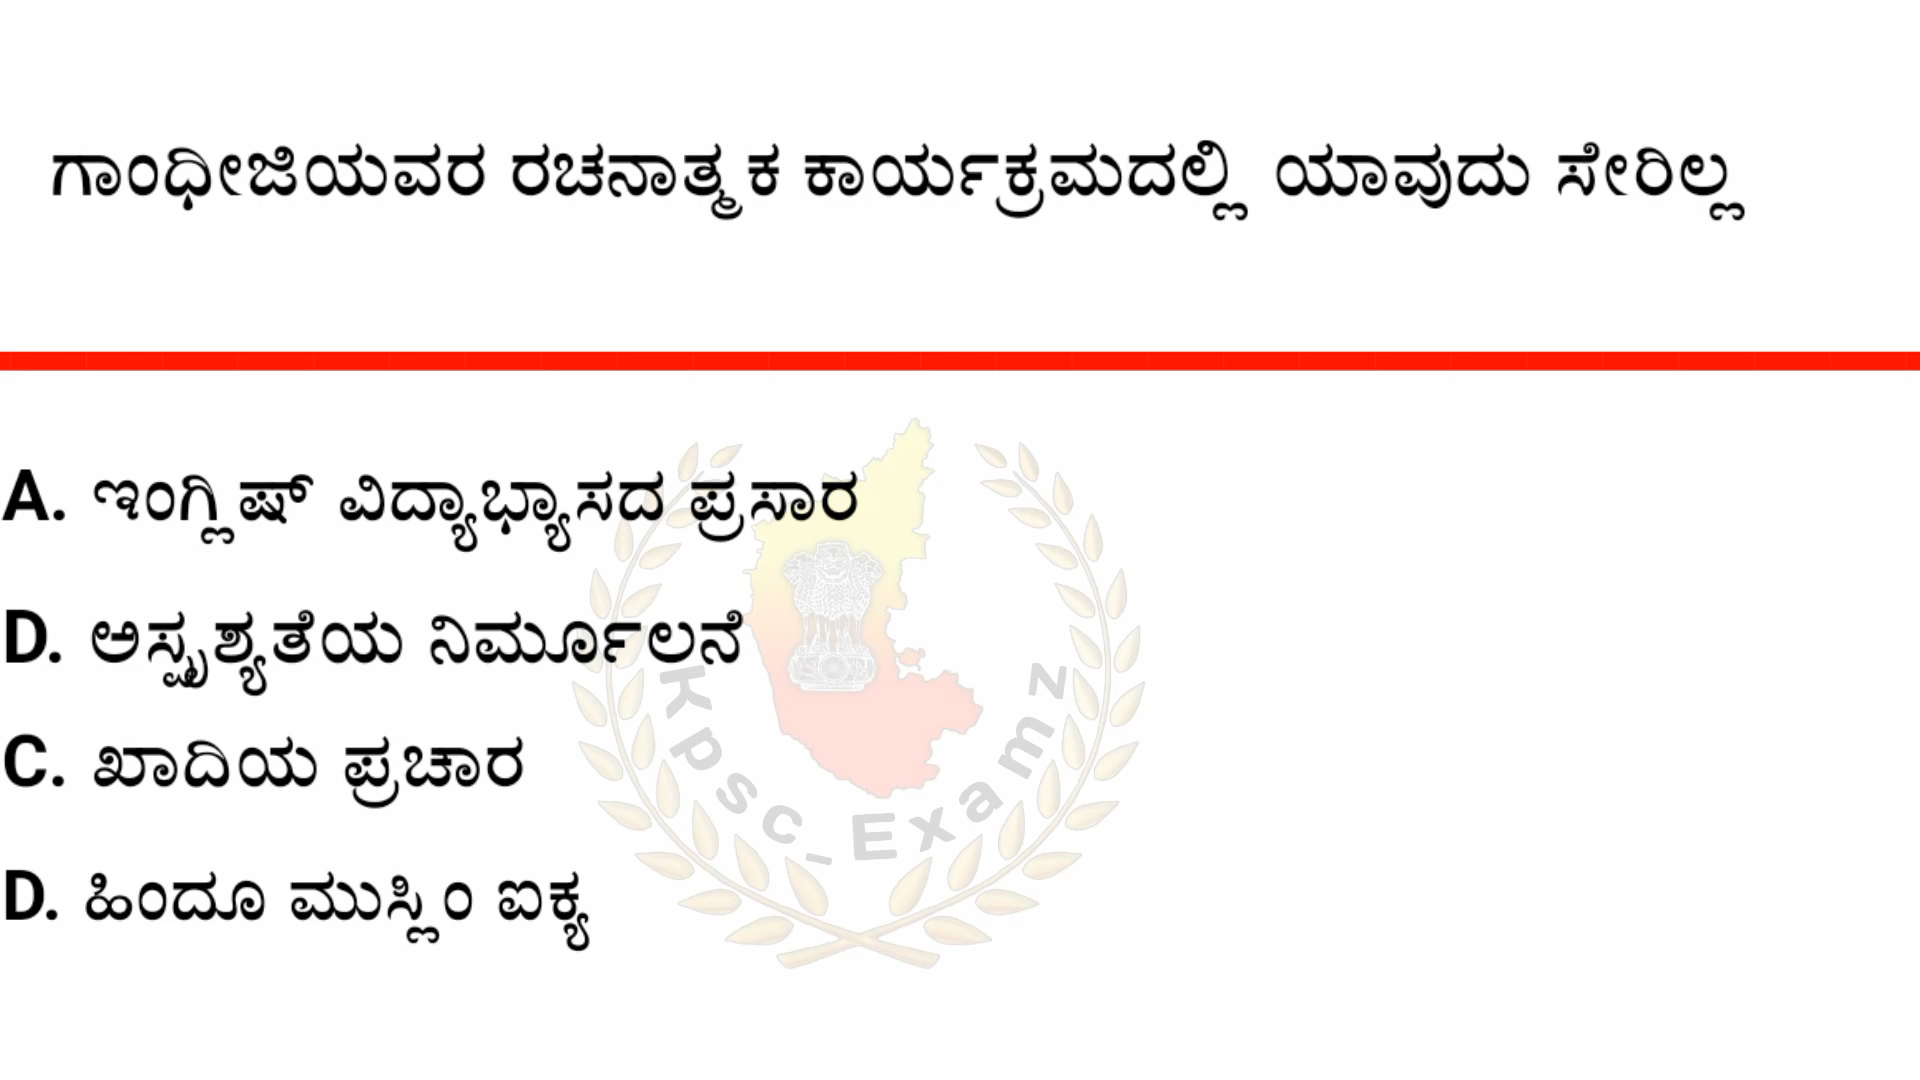 ಗಾಂಧೀಜಿಯವರ ರಚನಾತ್ಮಕ ಕಾರ್ಯಕ್ರಮದಲ್ಲಿ ಯಾವುದು ಸೇರಿಲ್ಲ
A. ಇಂಗ್ಲಿಷ್ ವಿದ್ಯಾಭ್ಯಾಸದ ಪ್ರಸಾರ
D. ಅಸ್ಪೃಶ್ಯತೆಯ ನಿರ್ಮೂಲನೆ
C. ಖಾದಿಯ ಪ್ರಚಾರ
D. ಹಿಂದೂ ಮುಸ್ಲಿಂ ಐಕ್ಯ
Kpsc_Examz